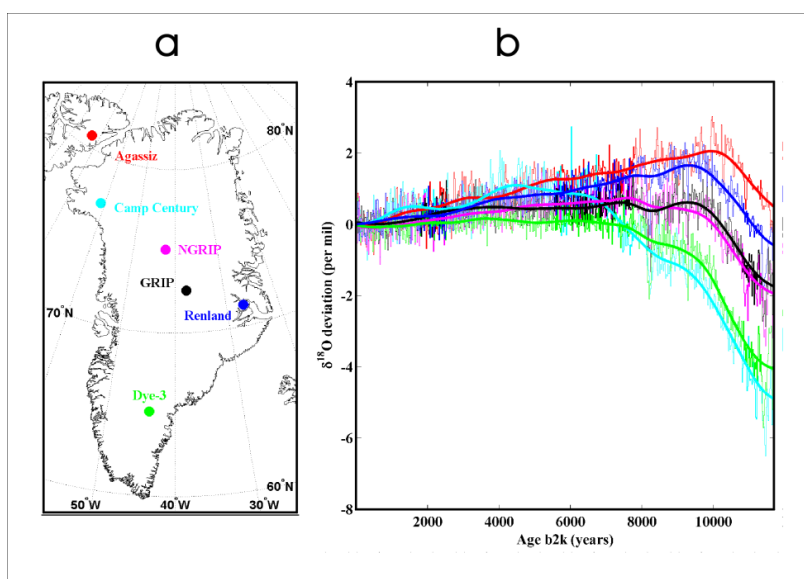 a
b
80°N
Agassiz
Camp Century
NGRIP
GRIP
Renland
70°N
Dye-3
60°N
50°W
40°W
30°W
δ18O deviation (per mil)
4
2
0
-2
-4
-6
-8
2000
4000
6000
8000
10000
Age b2k (years)